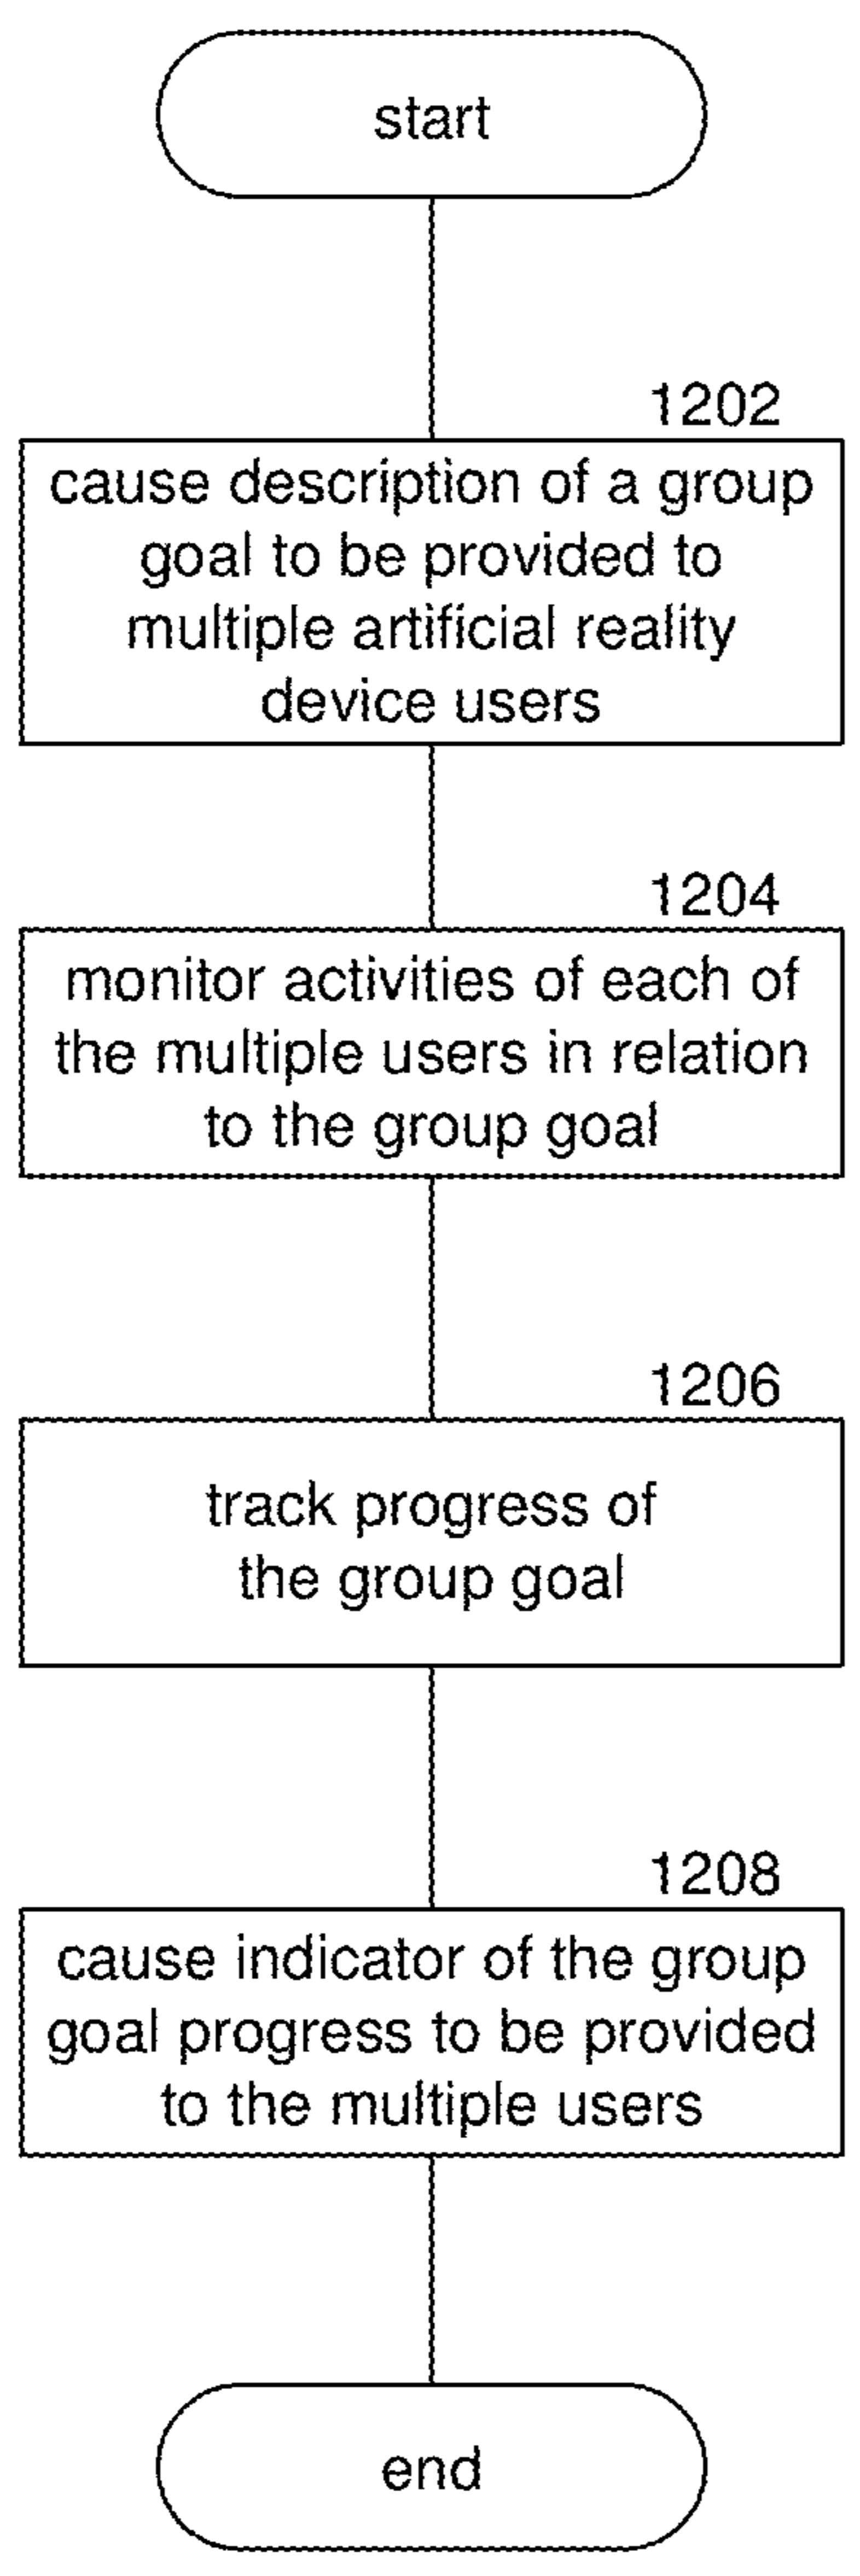 start
1202
cause description of a group
goal to be provided to
multiple artificial reality
device users
1204
monitor activities of each of
the multiple users in relation
to the group goal
1206
track progress of
the group goal
1208
cause indicator of the group
goal progress to be provided
to the multiple users
end